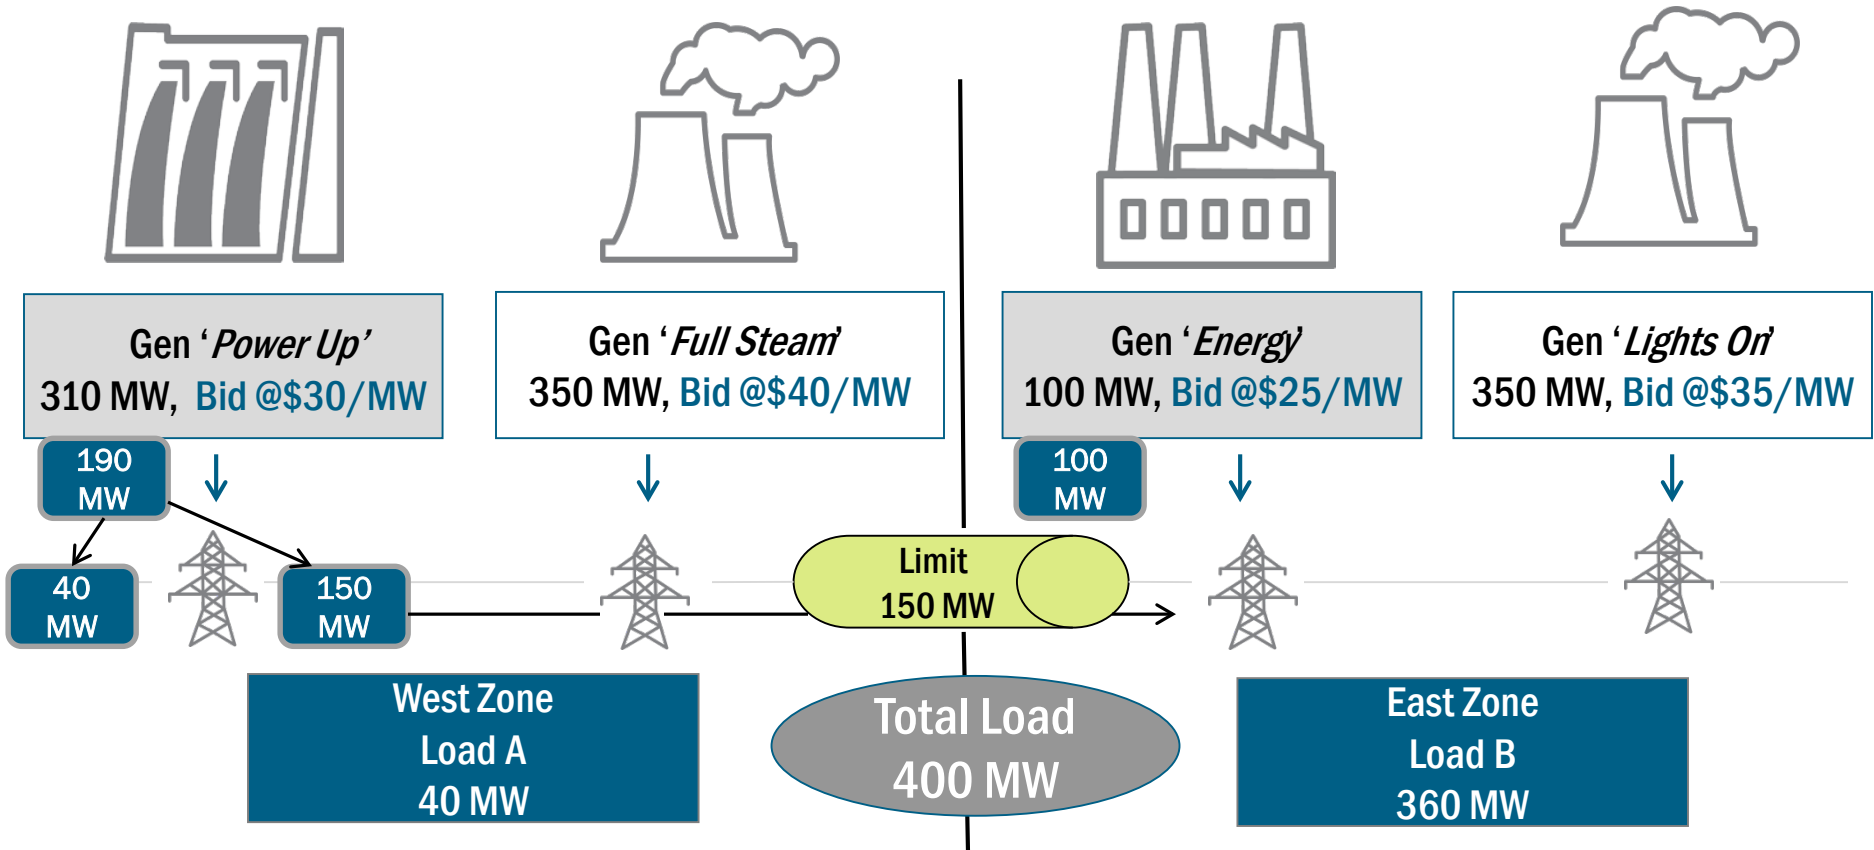 Gen ‘Power Up’
310 MW, Bid @$30/MW
Gen ‘Full Steam’
350 MW, Bid @$40/MW
Gen ‘Energy’
100 MW, Bid @$25/MW
Gen ‘Lights On’
350 MW, Bid @$35/MW
190
MW
100
MW
40
MW
150
MW
Limit
150 MW
West Zone
Load A
40 MW
Total Load
400 MW
East Zone
Load B
360 MW